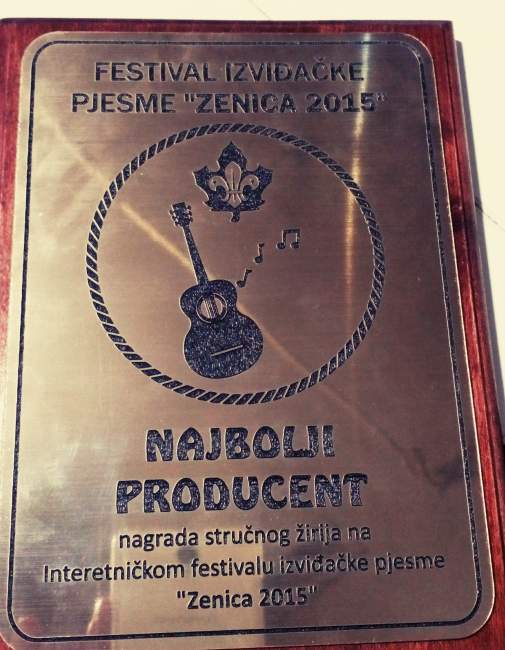 FESTIVAL IZVIĐAČKE
PJESME "ZENICA 2015"
NAJBOLJI
PRODUCENT
nagrada stručnog žirija na
Interetničkom festivalu izviđačke pjesme
"Zenica 2015"